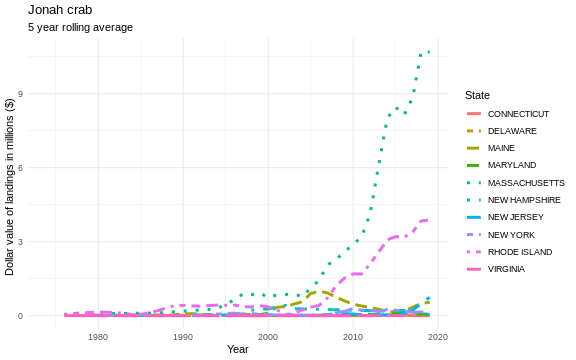 Jonah crab
5 year rolling average
Dollar value of landings in millions ($)
9
6
3
0
1980
1990
2000
2010
2020
Year
State
CONNECTICUT
DELAWARE
MAINE
MARYLAND
MASSACHUSETTS
NEW HAMPSHIRE
NEW JERSEY
NEW YORK
RHODE ISLAND
VIRGINIA